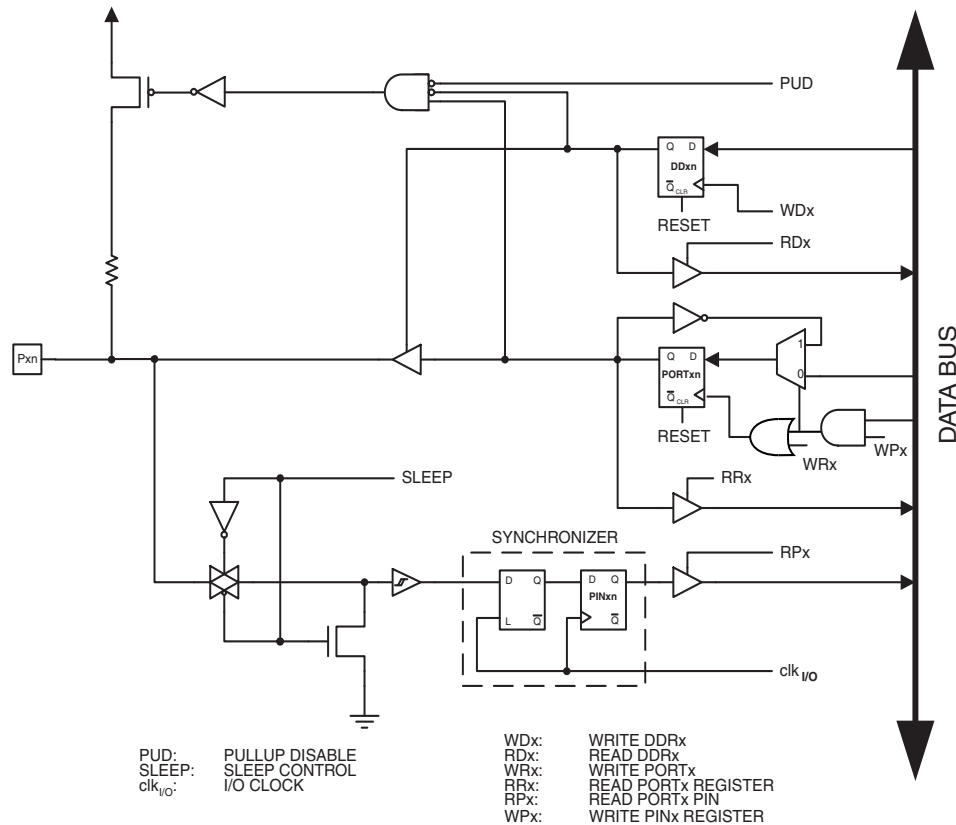 PUD
Q D
DDxn
Q CLR
WDx
RESET
RDx
Pxn
1
Q D
PORTxn
0
Q CLR
RESET
WRx
WPx
DATA BUS
RRx
SLEEP
SYNCHRONIZER
RPx
D Q
D Q
PINxn
L Q
Q
clk I/O
PUD: PULLUP DISABLE
SLEEP: SLEEP CONTROL
clkI/O: I/O CLOCK
WDx: WRITE DDRx
RDx: READ DDRx
WRx: WRITE PORTx
RRx: READ PORTx REGISTER
RPx: READ PORTx PIN
WPx: WRITE PINx REGISTER